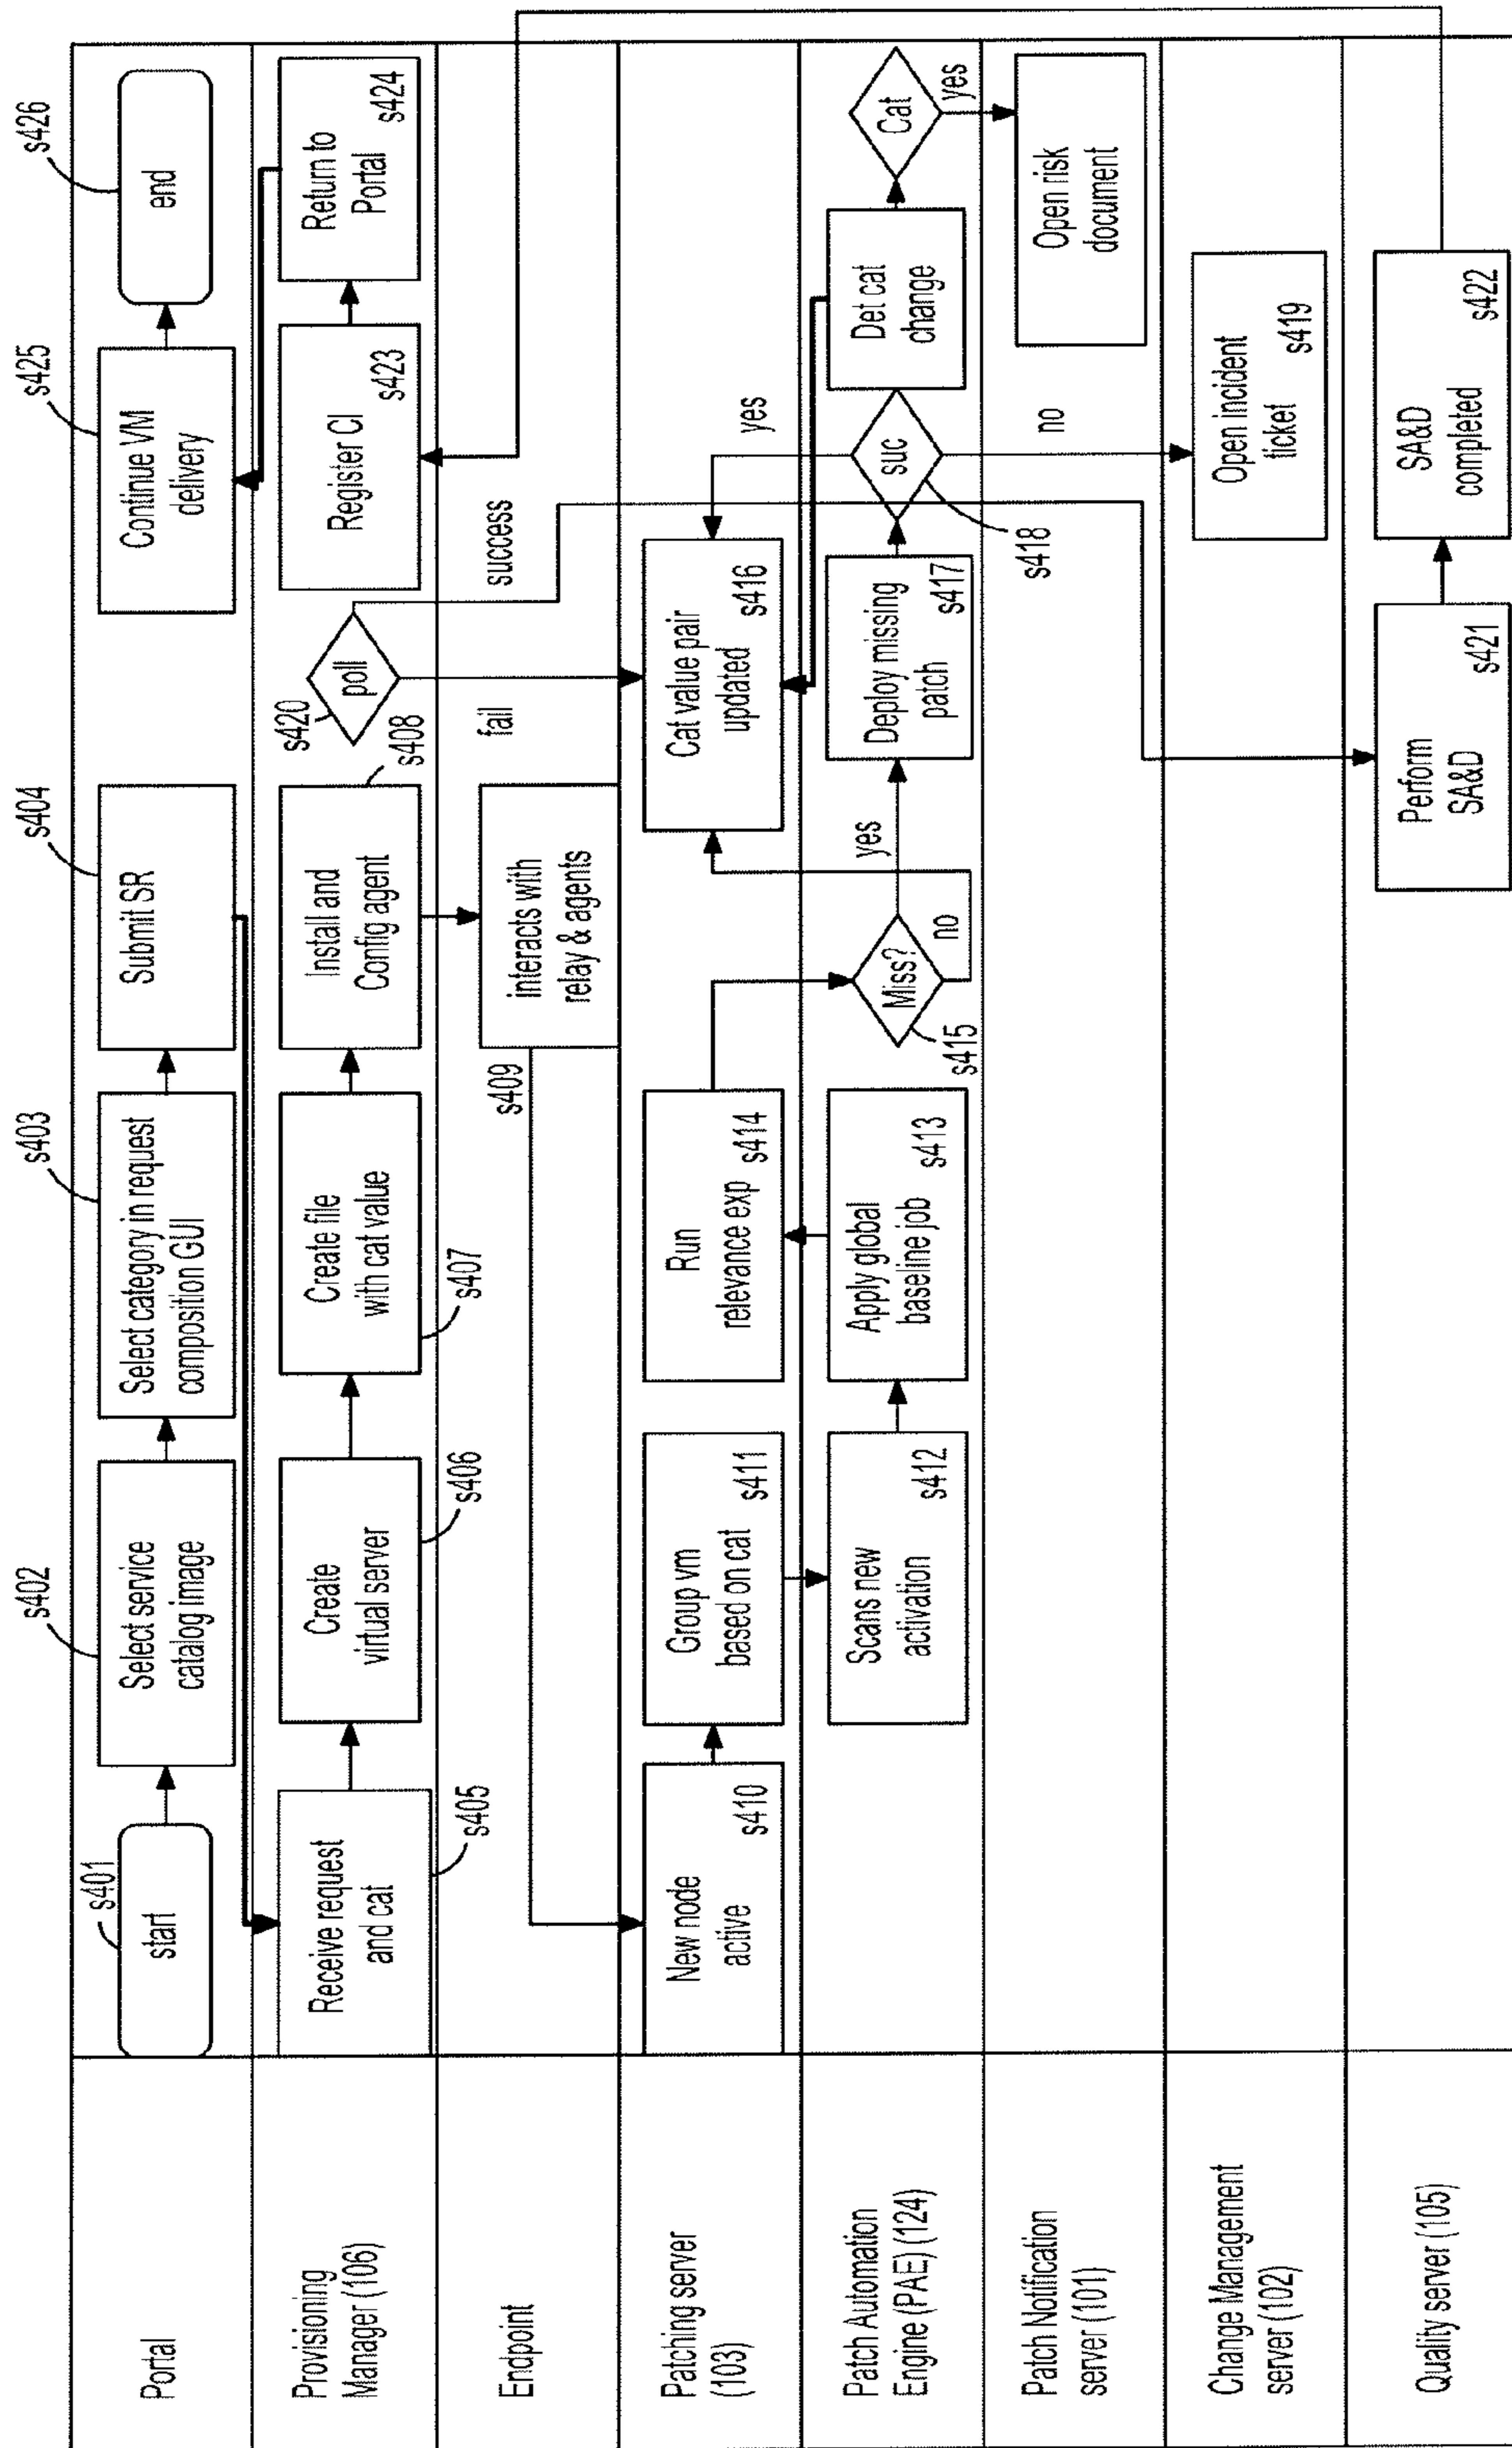 Portal
s401
start
s402
Select service
catalog image
s403
Select category in request
composition GUI
s404
Submit SR
s425
Continue VM
delivery
s426
end
Provisioning
Manager (106)
Receive request
and cat
s405
Create
virtual server
s406
Create file
with cat value
s407
Install and
Config agent
s408
s420
poll
Register CI
s423
Return to
Portal
s424
Endpoint
s409
interacts with
relay & agents
fail
success
Patching server
(103)
New node
active
s410
Group vm
based on cat
s411
Run
relevance exp
s414
Cat value pair
updated
s416
yes
Patch Automation
Engine (PAE) (124)
Scans new
activation
s412
Apply global
baseline job
s413
s415
Miss?
no
yes
Deploy missing
patch
s417
suc
s418
no
Det cat
change
Cat
yes
Patch Notification
server (101)
Open risk
document
Change Management
server (102)
Open incident
ticket
s419
Quality server (105)
Perform
SA&D
s421
SA&D
completed
s422